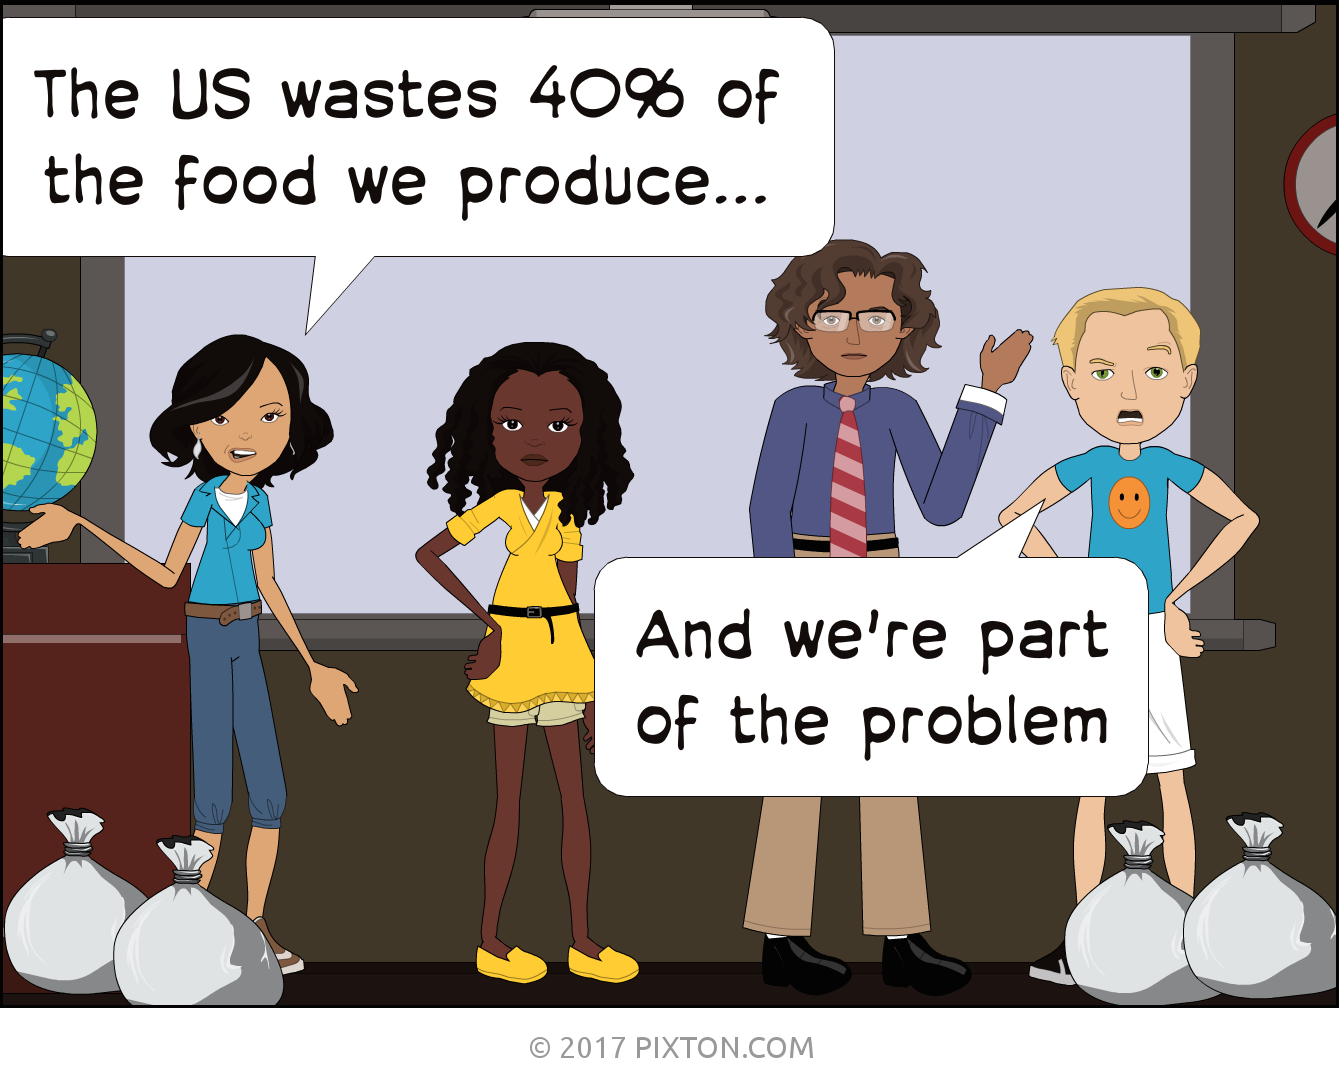 The US wastes 40% of
the food we produce...
And we're part
of the problem
© 2017 PIXTON.COM